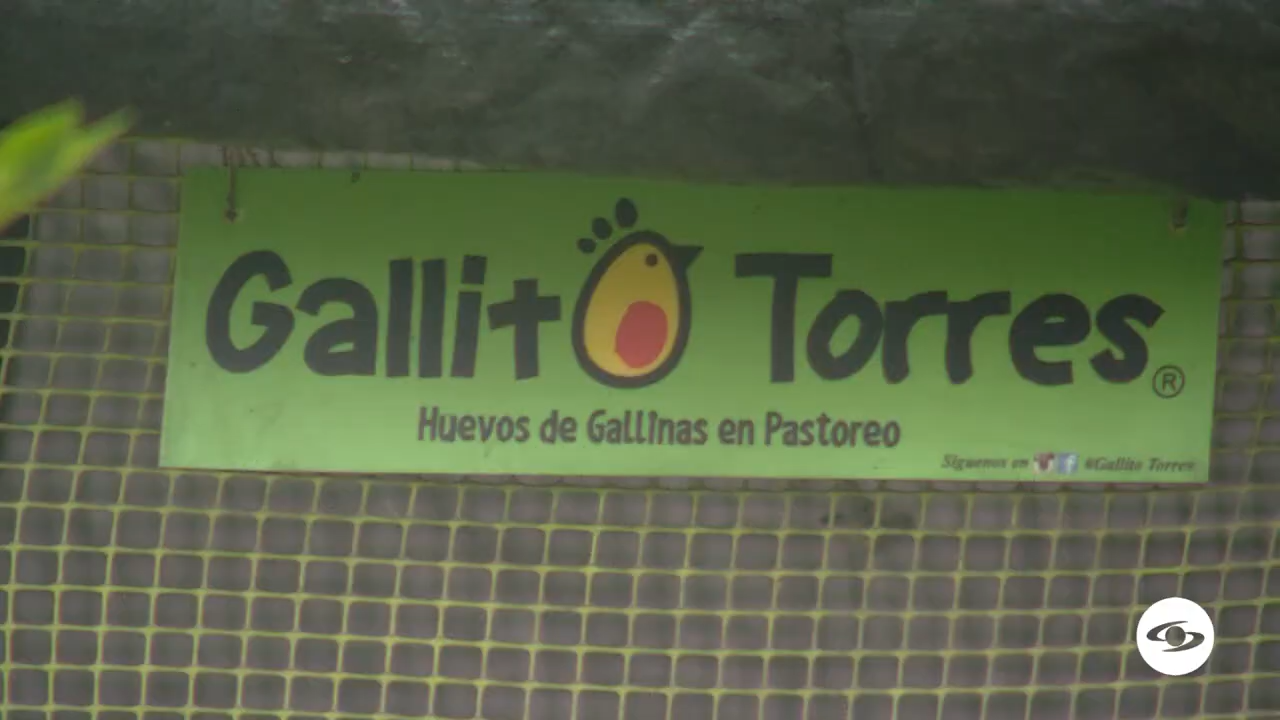 Gallito Torres ®
Huevos de Gallinas en Pastoreo
Síguenos en @Gallito Torres